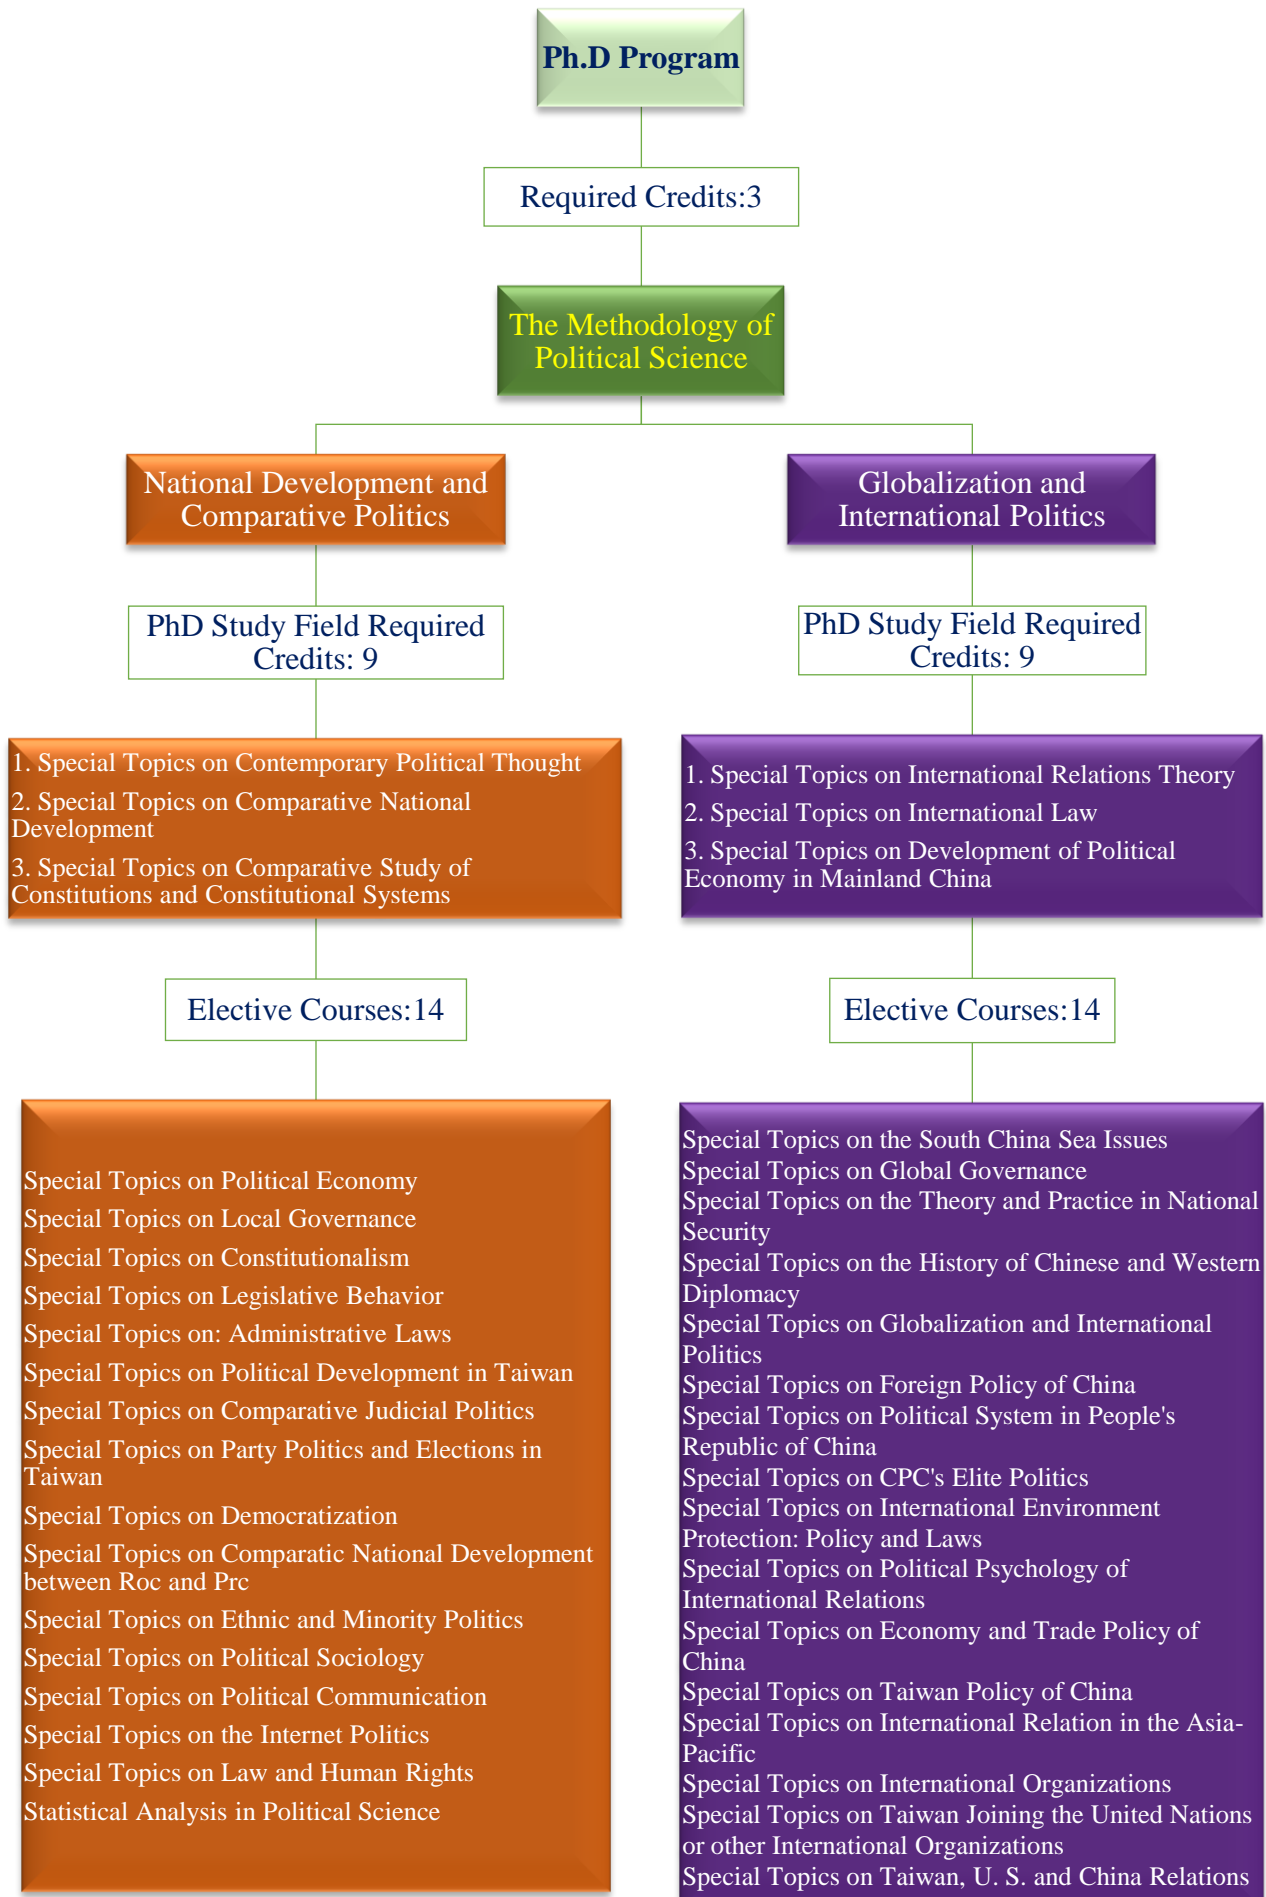 Ph.D Program
Required Credits:3
The Methodology of
Political Science
National Development and
Comparative Politics
PhD Study Field Required
Credits: 9
1. Special Topics on Contemporary Political Thought
2. Special Topics on Comparative National
Development
3. Special Topics on Comparative Study of
Constitutions and Constitutional Systems
Elective Courses:14
Special Topics on Political Economy
Special Topics on Local Governance
Special Topics on Constitutionalism
Special Topics on Legislative Behavior
Special Topics on: Administrative Laws
Special Topics on Political Development in Taiwan
Special Topics on Comparative Judicial Politics
Special Topics on Party Politics and Elections in
Taiwan
Special Topics on Democratization
Special Topics on Comparatic National Development
between Roc and Prc
Special Topics on Ethnic and Minority Politics
Special Topics on Political Sociology
Special Topics on Political Communication
Special Topics on the Internet Politics
Special Topics on Law and Human Rights
Statistical Analysis in Political Science
Globalization and
International Politics
PhD Study Field Required
Credits: 9
1. Special Topics on International Relations Theory
2. Special Topics on International Law
3. Special Topics on Development of Political
Economy in Mainland China
Elective Courses:14
Special Topics on the South China Sea Issues
Special Topics on Global Governance
Special Topics on the Theory and Practice in National
Security
Special Topics on the History of Chinese and Western
Diplomacy
Special Topics on Globalization and International
Politics
Special Topics on Foreign Policy of China
Special Topics on Political System in People's
Republic of China
Special Topics on CPC's Elite Politics
Special Topics on International Environment
Protection: Policy and Laws
Special Topics on Political Psychology of
International Relations
Special Topics on Economy and Trade Policy of
China
Special Topics on Taiwan Policy of China
Special Topics on International Relation in the Asia-
Pacific
Special Topics on International Organizations
Special Topics on Taiwan Joining the United Nations
or other International Organizations
Special Topics on Taiwan, U. S. and China Relations